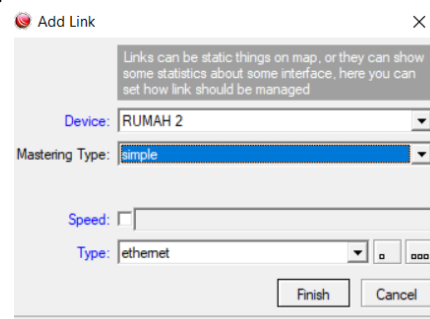 Add Link
Links can be static things on map, or they can show
some statistics about some interface, here you can
set how link should be managed
Device: RUMAH 2
Mastering Type: simple
Speed:
Type: ethernet
Finish Cancel